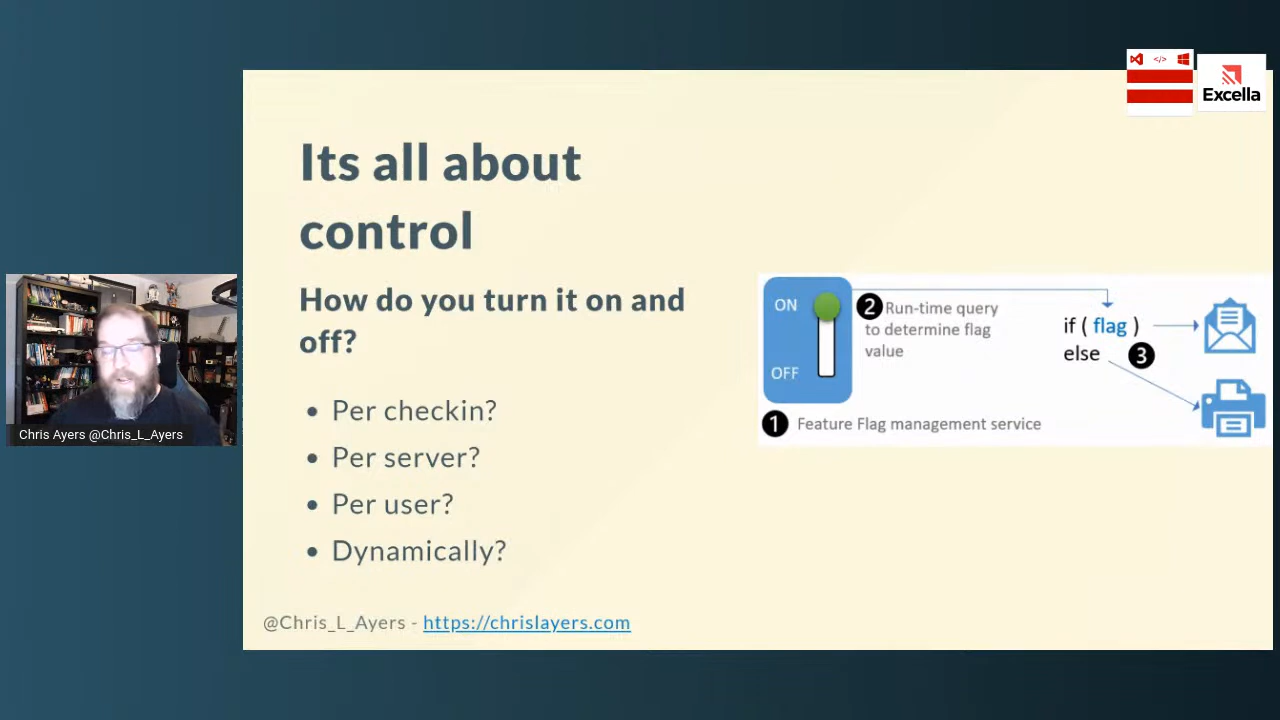 </>
Excella
Its all about
control
How do you turn it on and
off?
• Per checkin?
• Per server?
• Per user?
• Dynamically?
ON
OFF
2 Run-time query
to determine flag
value
if ( flag )
else 3
1 Feature Flag management service
Chris Ayers @Chris_L_Ayers
@Chris_L_Ayers - https://chrislayers.com